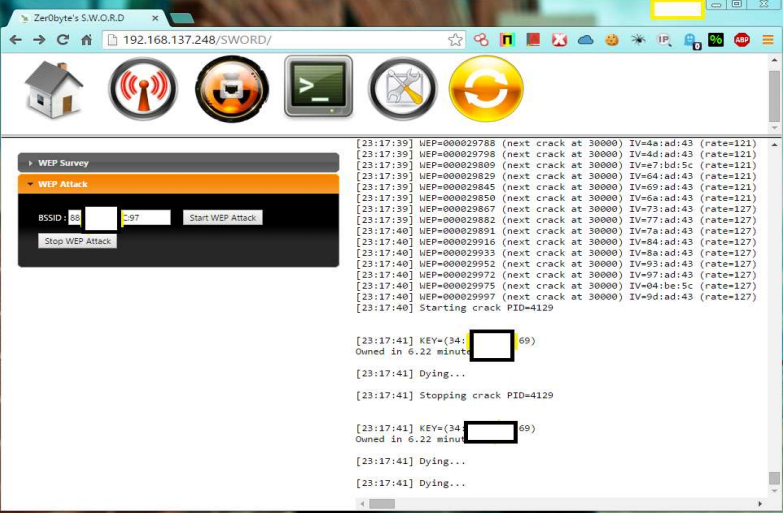 Zer0byte's S.W.O.R.D
192.168.137.248/SWORD/
IP
0
%
ABP
>_
WEP Survey
WEP Attack
BSSID : 88 C:97 Start WEP Attack
Stop WEP Attack
[23:17:39] WEP=000029788 (next crack at 30000) IV=4a:ad:43 (rate=121)
[23:17:39] WEP=000029798 (next crack at 30000) IV=4d:ad:43 (rate=121)
[23:17:39] WEP=000029809 (next crack at 30000) IV=e7:bd:5c (rate=121)
[23:17:39] WEP=000029829 (next crack at 30000) IV=64:ad:43 (rate=121)
[23:17:39] WEP=000029845 (next crack at 30000) IV=69:ad:43 (rate=121)
[23:17:39] WEP=000029850 (next crack at 30000) IV=6a:ad:43 (rate=121)
[23:17:39] WEP=000029867 (next crack at 30000) IV=73:ad:43 (rate=127)
[23:17:39] WEP=000029882 (next crack at 30000) IV=77:ad:43 (rate=127)
[23:17:40] WEP=000029891 (next crack at 30000) IV=7a:ad:43 (rate=127)
[23:17:40] WEP=000029916 (next crack at 30000) IV=84:ad:43 (rate=127)
[23:17:40] WEP=000029933 (next crack at 30000) IV=8a:ad:43 (rate=127)
[23:17:40] WEP=000029952 (next crack at 30000) IV=93:ad:43 (rate=127)
[23:17:40] WEP=000029972 (next crack at 30000) IV=97:ad:43 (rate=127)
[23:17:40] WEP=000029975 (next crack at 30000) IV=04:be:5c (rate=127)
[23:17:40] WEP=000029997 (next crack at 30000) IV=9d:ad:43 (rate=127)
[23:17:40] Starting crack PID=4129
[23:17:41] KEY=(34: 69)
Owned in 6.22 minute
[23:17:41] Dying...
[23:17:41] Stopping crack PID=4129
[23:17:41] KEY=(34: 69)
Owned in 6.22 minut
[23:17:41] Dying...
[23:17:41] Dying...